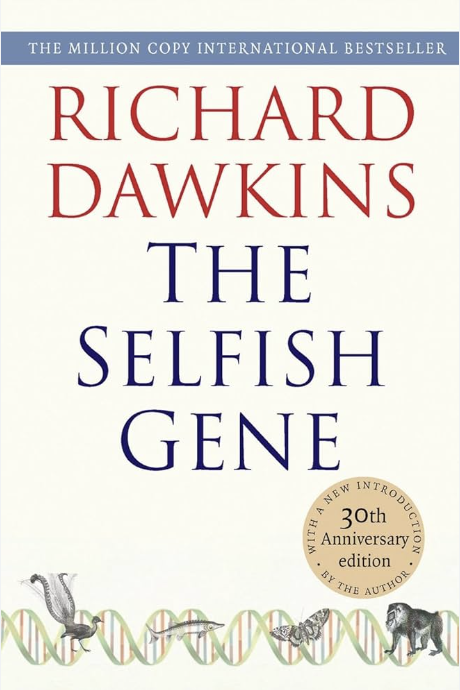 THE MILLION COPY INTERNATIONAL BESTSELLER
RICHARD
DAWKINS
THE
SELFISH
GENE
WITH A NEW INTRODUCTION
30th
Anniversary
edition
· BY THE AUTHOR ·